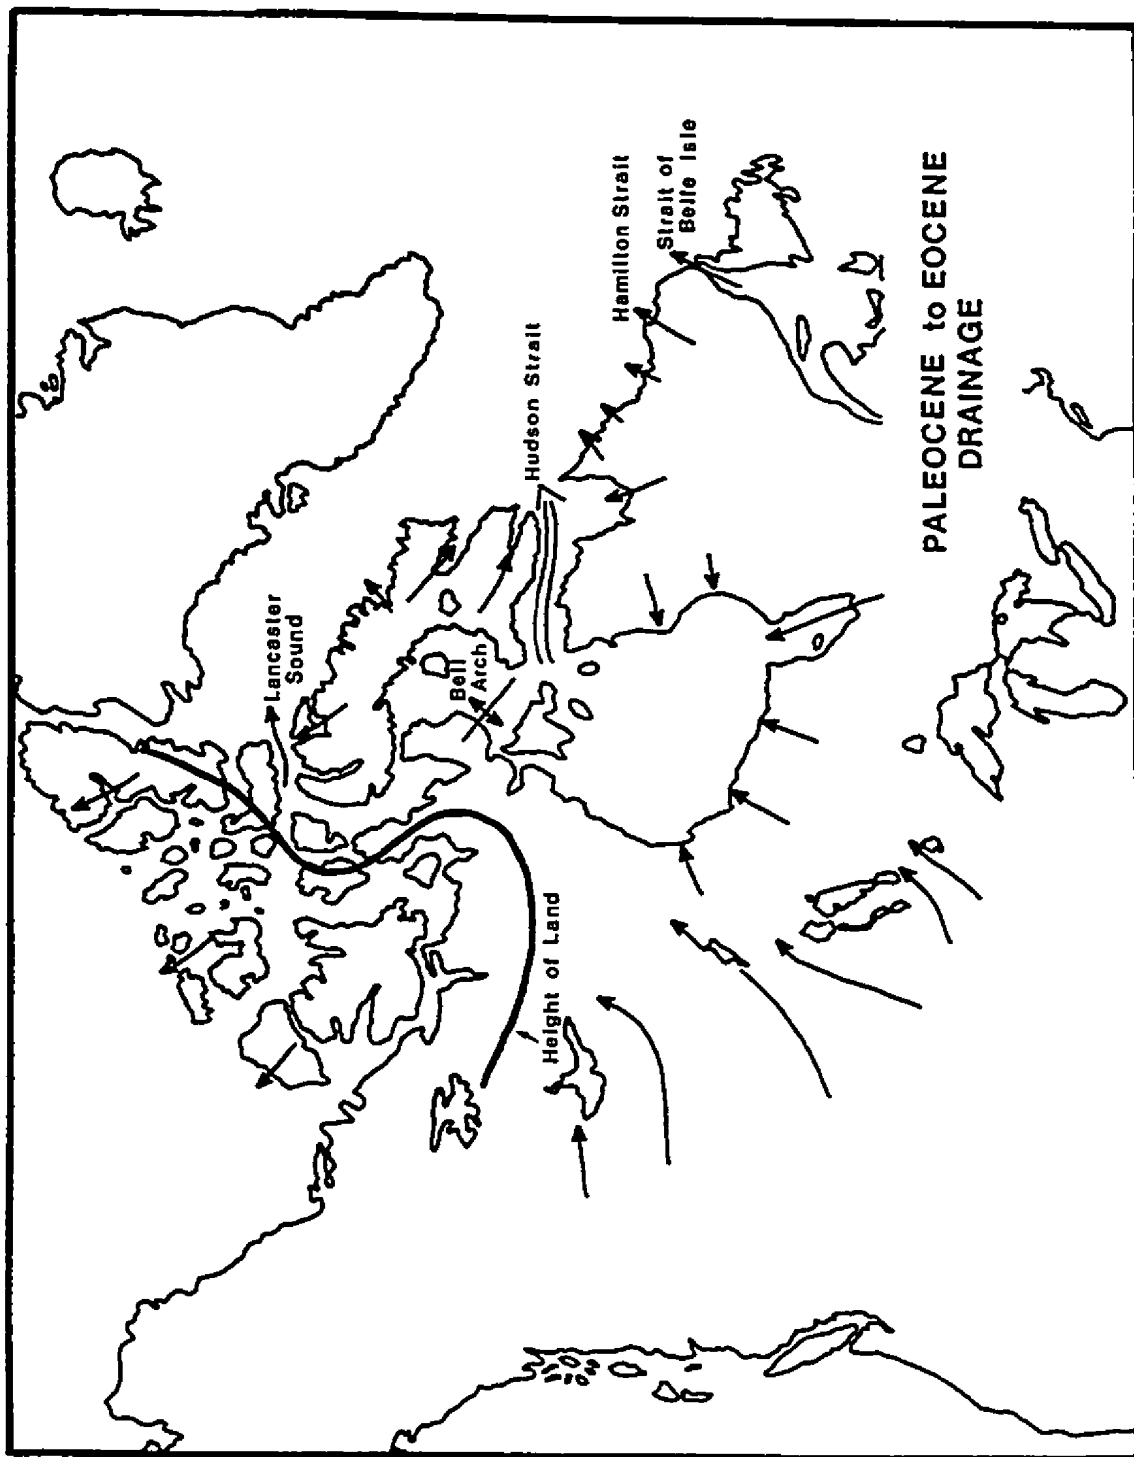 Lancaster
Sound
Bell
Arch
Hudson Strait
Height of Land
Hamilton Strait
Strait of
Belle Isle
PALEOCENE to EOCENE
DRAINAGE